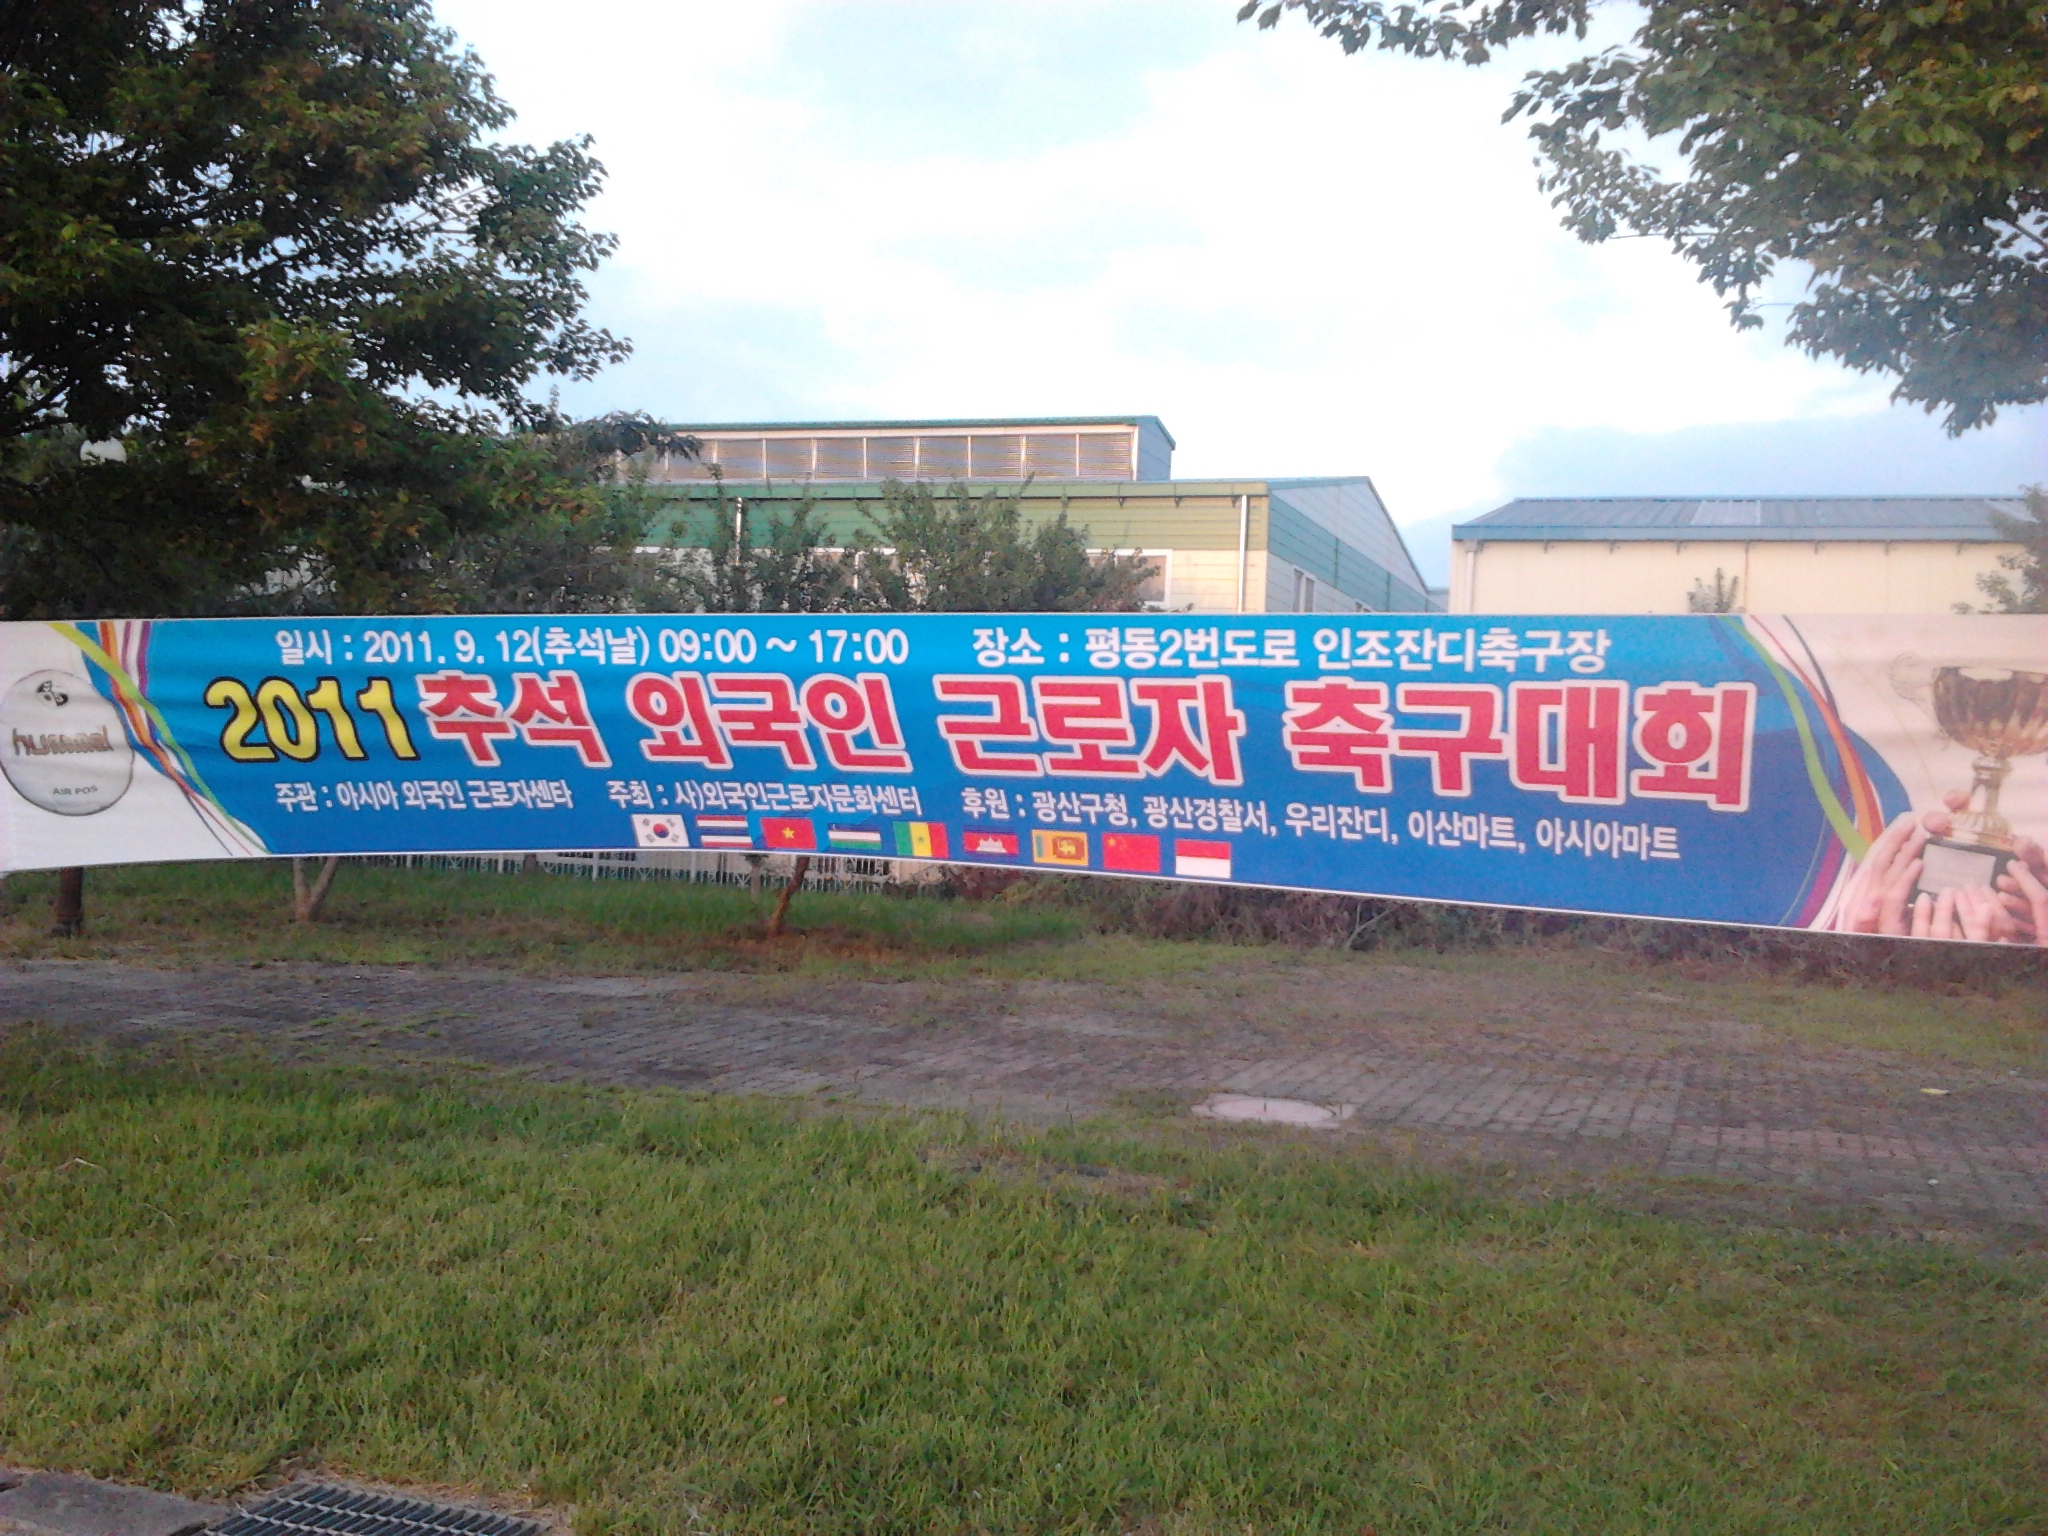 일시 : 2011. 9. 12(추석날) 09:00 ~ 17:00 장소 : 평동2번도로 인조잔디축구장
2011 추석 외국인 근로자 축구대회
주관 : 아시아 외국인 근로자센타 주최 : 사)외국인근로자문화센터 후원 : 광산구청, 광산경찰서, 우리잔디, 이산마트, 아시아마트
hummel
AIR POS